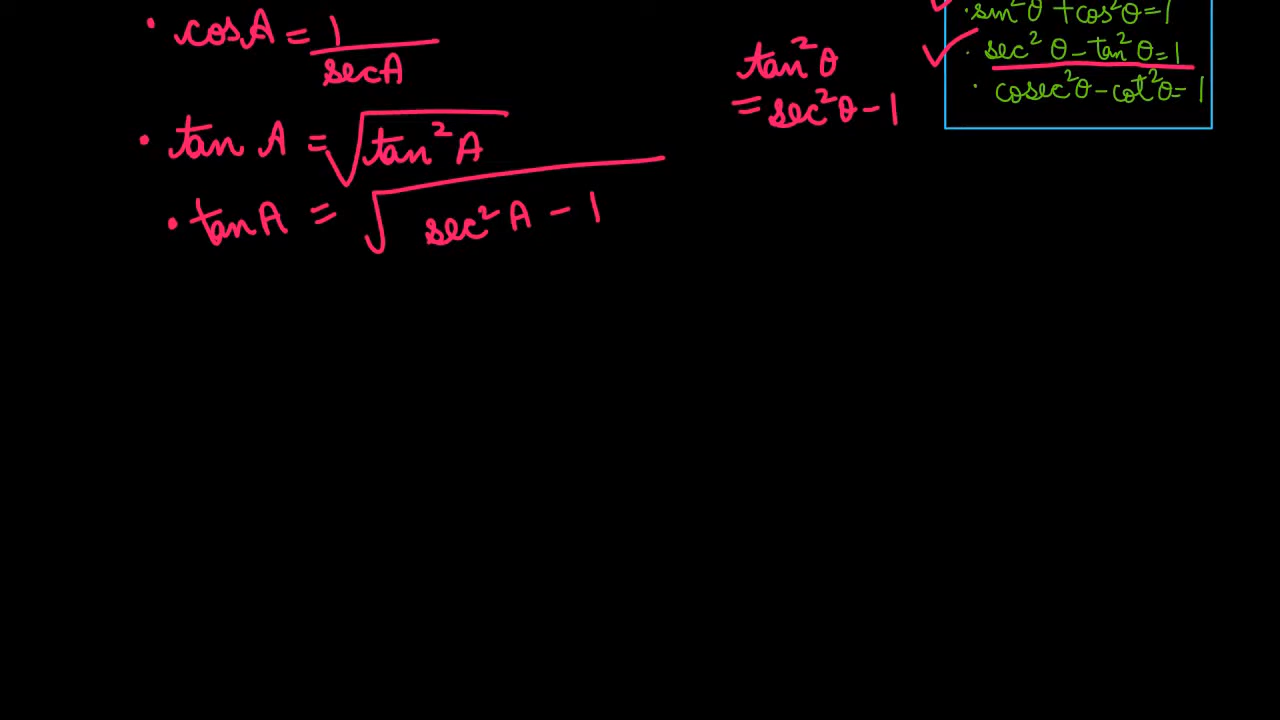 • cosA = 1/secA
• tan A = √tan²A
• tanA = √sec²A − 1
tan²θ
= sec²θ − 1
• sin²θ + cos²θ = 1
• sec²θ − tan²θ = 1
• cosec²θ − cot²θ = 1